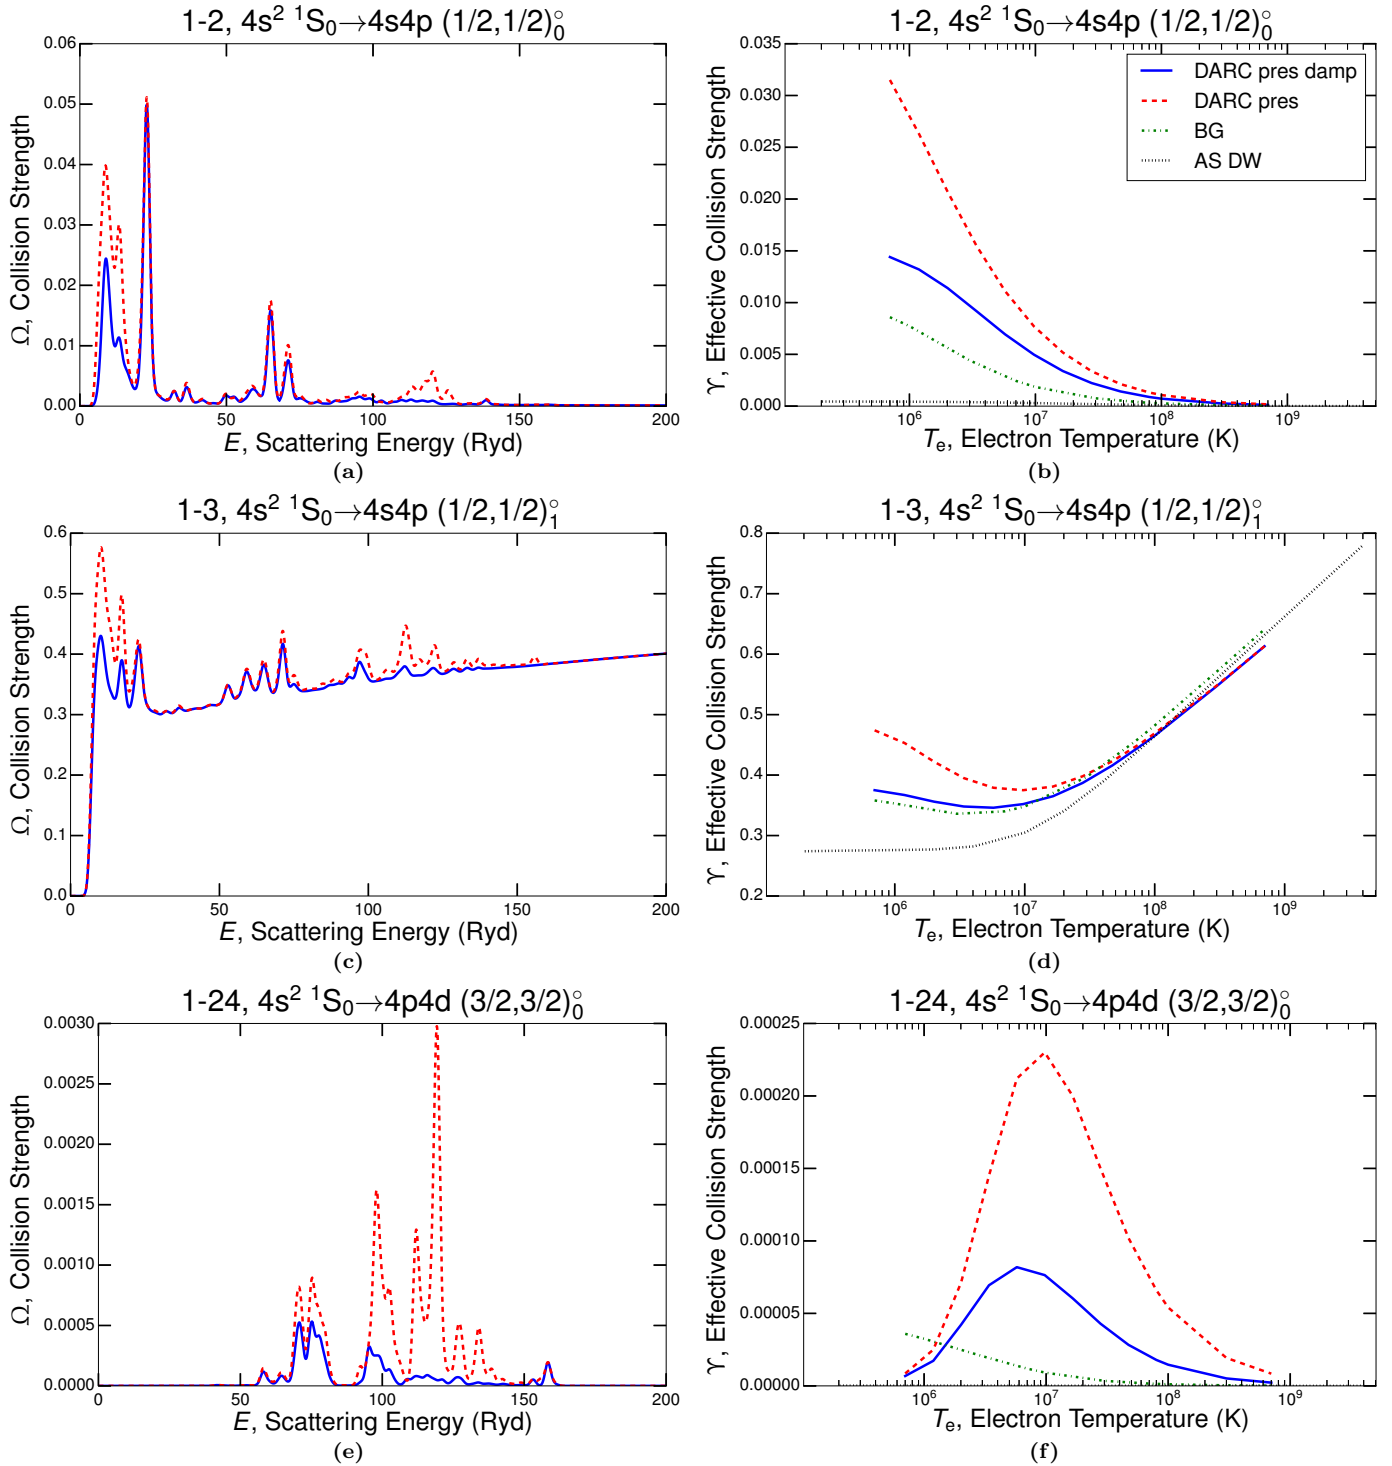 1-2, 4s² ¹S₀→4s4p (1/2,1/2)₀°
0.06
0.05
0.04
0.03
0.02
0.01
0.00
Ω, Collision Strength
0 50 100 150 200
E, Scattering Energy (Ryd)
(a)
1-2, 4s² ¹S₀→4s4p (1/2,1/2)₀°
0.035
0.030
0.025
0.020
0.015
0.010
0.005
0.000
ϒ, Effective Collision Strength
DARC pres damp
DARC pres
BG
AS DW
10⁶ 10⁷ 10⁸ 10⁹
Tₑ, Electron Temperature (K)
(b)
1-3, 4s² ¹S₀→4s4p (1/2,1/2)₁°
0.6
0.5
0.4
0.3
0.2
0.1
0.0
Ω, Collision Strength
0 50 100 150 200
E, Scattering Energy (Ryd)
(c)
1-3, 4s² ¹S₀→4s4p (1/2,1/2)₁°
0.8
0.7
0.6
0.5
0.4
0.3
0.2
ϒ, Effective Collision Strength
10⁶ 10⁷ 10⁸ 10⁹
Tₑ, Electron Temperature (K)
(d)
1-24, 4s² ¹S₀→4p4d (3/2,3/2)₀°
0.0030
0.0025
0.0020
0.0015
0.0010
0.0005
0.0000
Ω, Collision Strength
0 50 100 150 200
E, Scattering Energy (Ryd)
(e)
1-24, 4s² ¹S₀→4p4d (3/2,3/2)₀°
0.00025
0.00020
0.00015
0.00010
0.00005
0.00000
ϒ, Effective Collision Strength
10⁶ 10⁷ 10⁸ 10⁹
Tₑ, Electron Temperature (K)
(f)